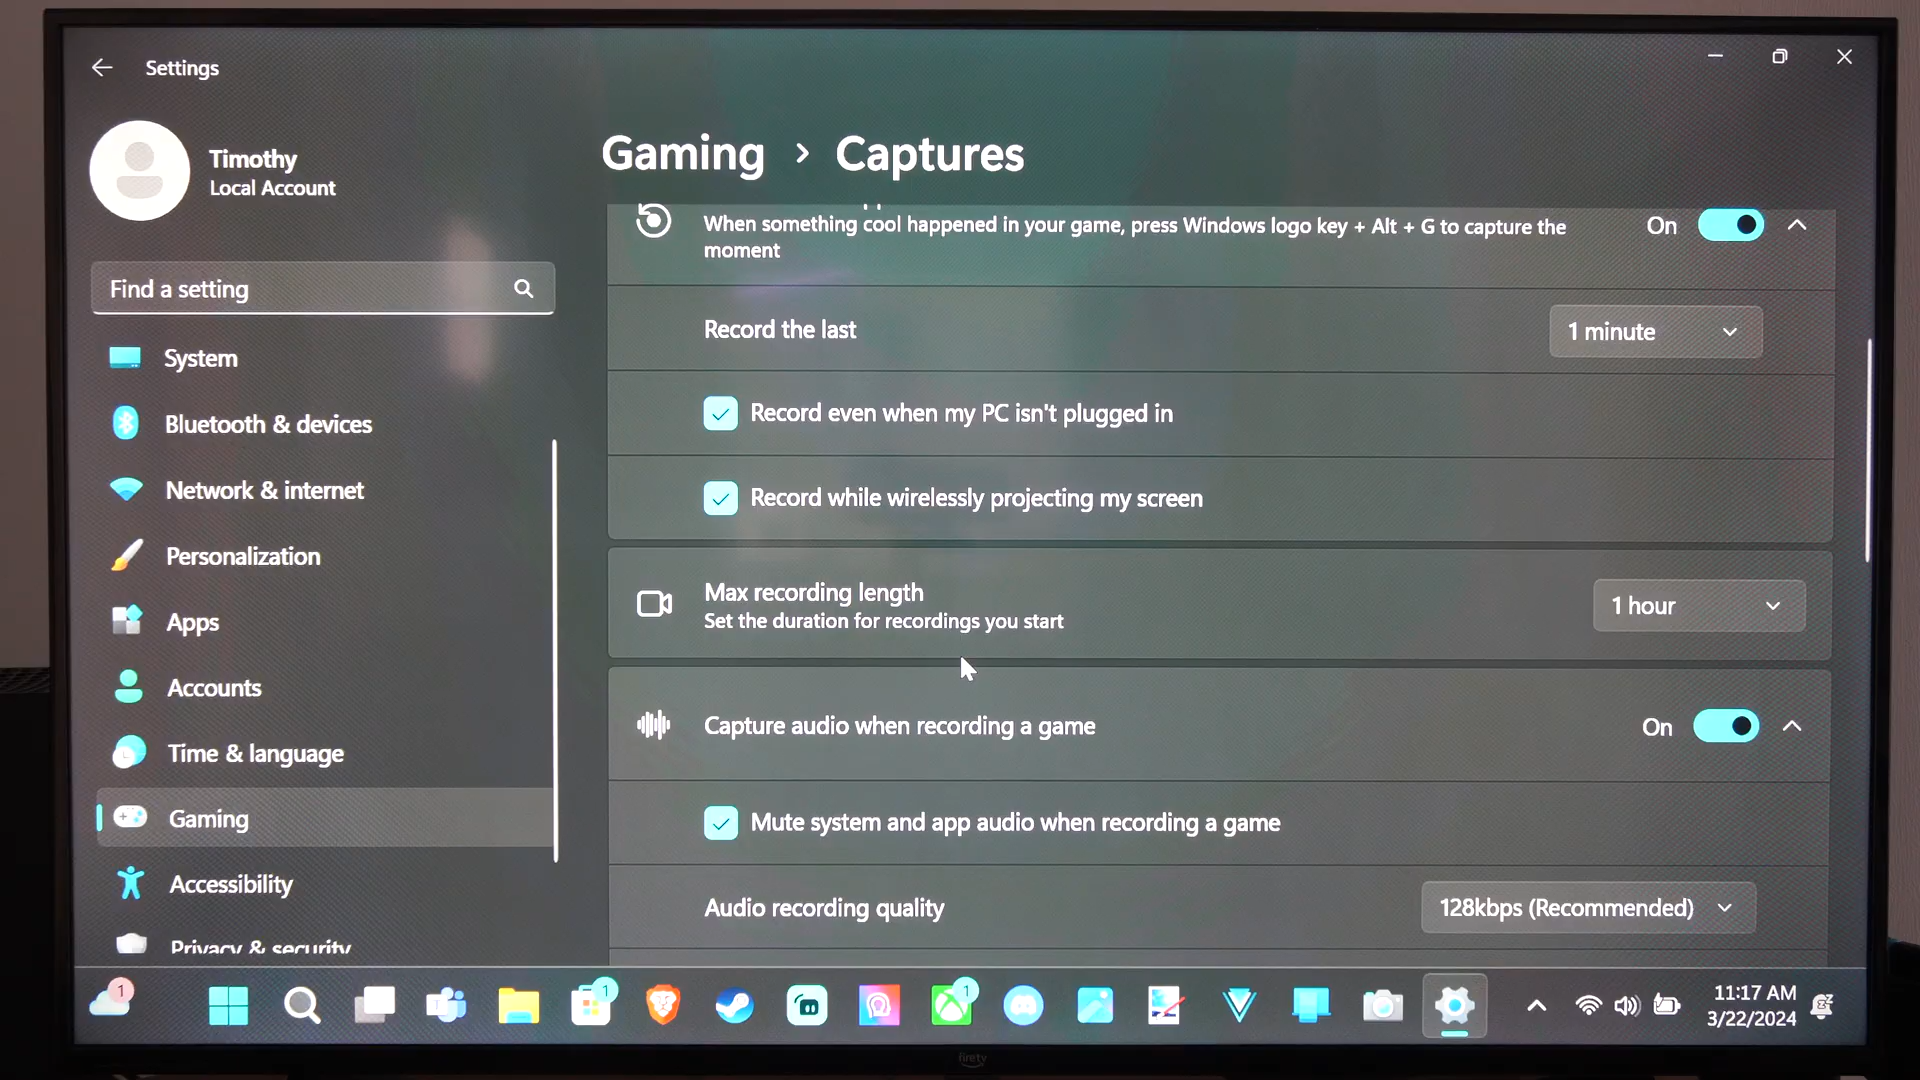 Settings
Timothy
Local Account
Find a setting
System
Bluetooth & devices
Network & internet
Personalization
Apps
Accounts
Time & language
Gaming
Accessibility
Privacy & security
Gaming > Captures
When something cool happened in your game, press Windows logo key + Alt + G to capture the
moment
On
Record the last
1 minute
Record even when my PC isn't plugged in
Record while wirelessly projecting my screen
Max recording length
Set the duration for recordings you start
1 hour
Capture audio when recording a game
On
Mute system and app audio when recording a game
Audio recording quality
128kbps (Recommended)
1
1
1
11:17 AM
3/22/2024
firetv